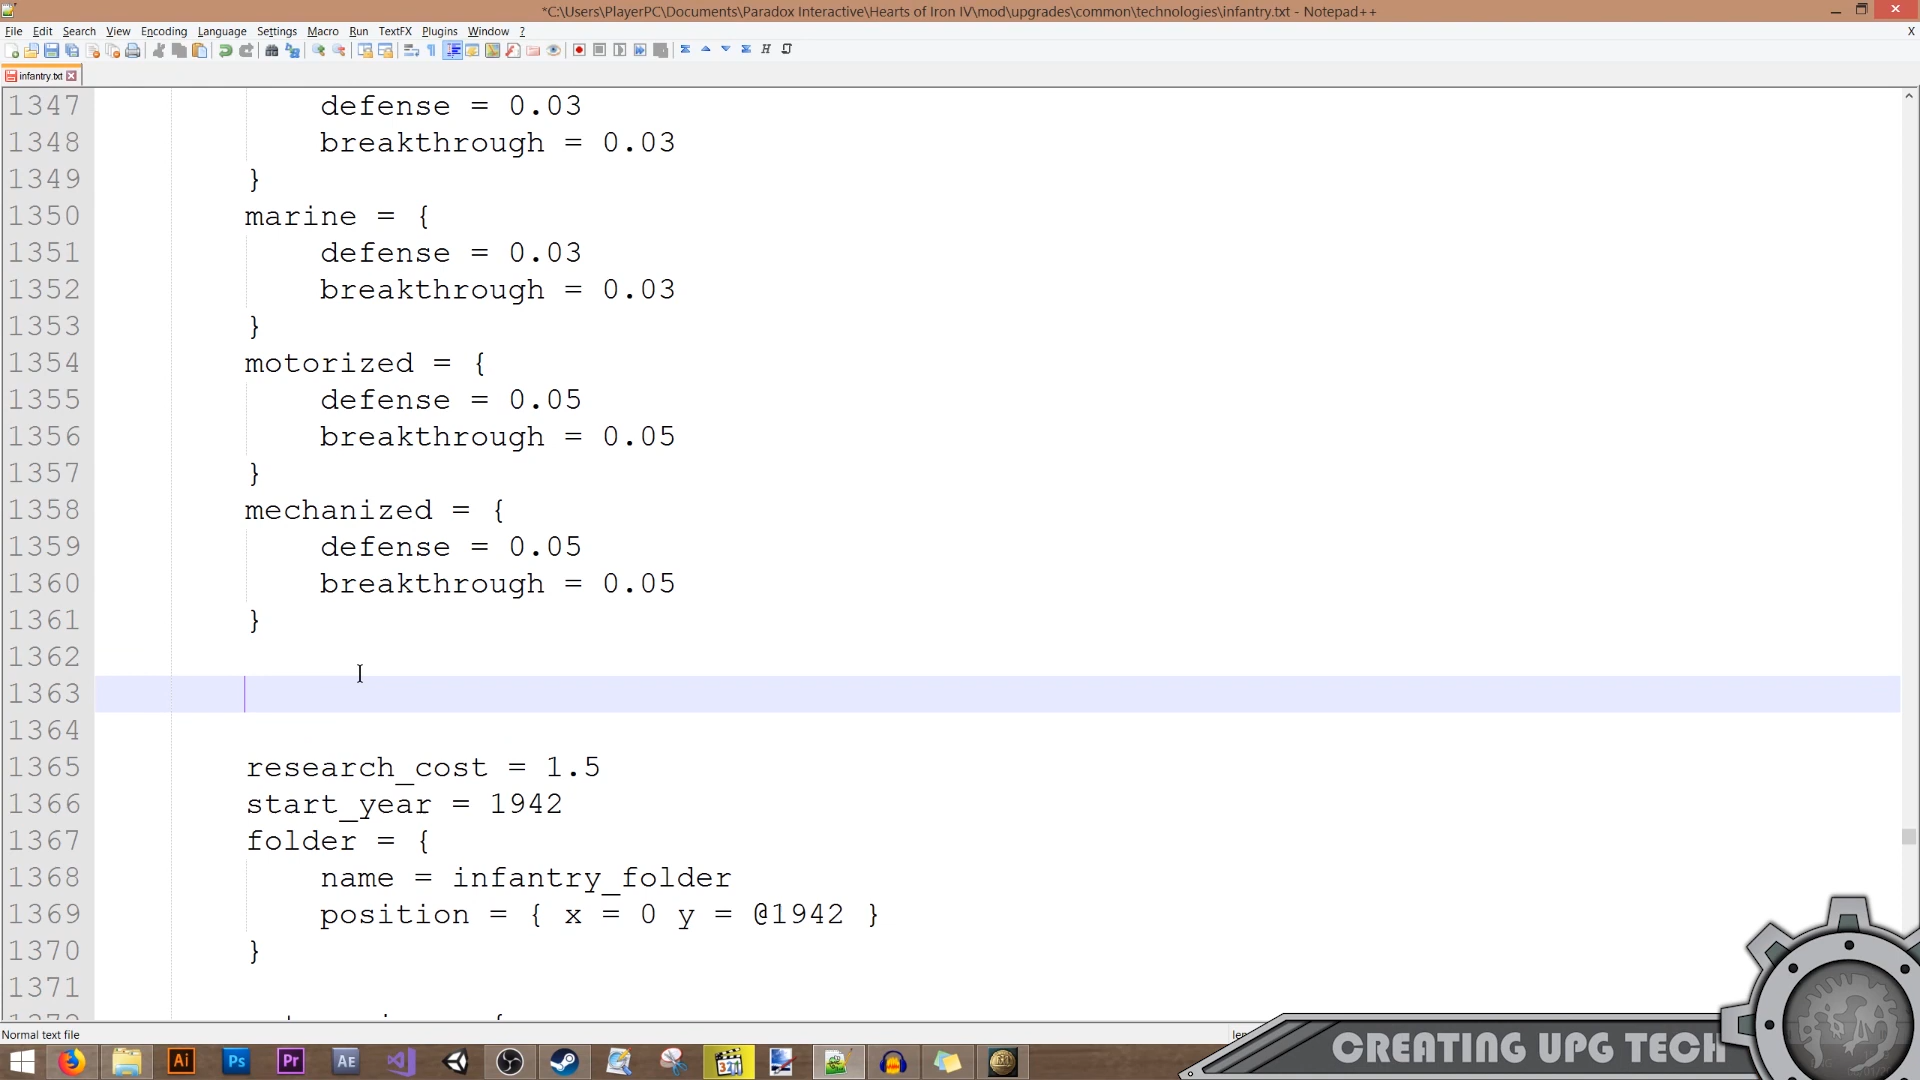 *C:\Users\PlayerPC\Documents\Paradox Interactive\Hearts of Iron IV\mod\upgrades\common\technologies\infantry.txt - Notepad++
File Edit Search View Encoding Language Settings Macro Run TextFX Plugins Window ? X
infantry.txt
1347 defense = 0.03
1348 breakthrough = 0.03
1349 }
1350 marine = {
1351 defense = 0.03
1352 breakthrough = 0.03
1353 }
1354 motorized = {
1355 defense = 0.05
1356 breakthrough = 0.05
1357 }
1358 mechanized = {
1359 defense = 0.05
1360 breakthrough = 0.05
1361 }
1362
1363
1364
1365 research_cost = 1.5
1366 start_year = 1942
1367 folder = {
1368 name = infantry_folder
1369 position = { x = 0 y = @1942 }
1370 }
1371
Normal text file
Ai Ps Pr AE 321
CREATING UPG TECH